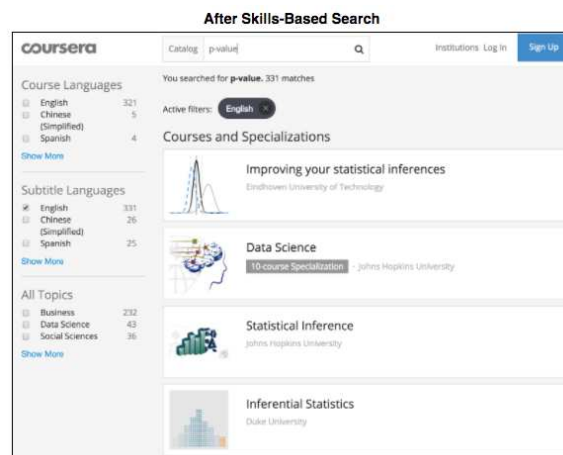 After Skills-Based Search
coursera
Catalog
p-value
Institutions Log In
Sign Up
Course Languages
English 321
Chinese 5
(Simplified)
Spanish 4
Show More
Subtitle Languages
English 331
Chinese 26
(Simplified)
Spanish 25
Show More
All Topics
Business 232
Data Science 43
Social Sciences 36
Show More
You searched for p-value. 331 matches
Active filters: English
Courses and Specializations
Improving your statistical inferences
Eindhoven University of Technology
Data Science
10-course Specialization - Johns Hopkins University
Statistical Inference
Johns Hopkins University
Inferential Statistics
Duke University